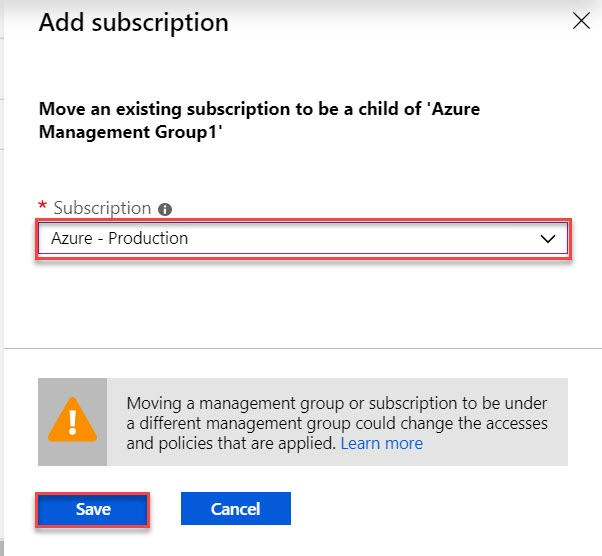 Add subscription
Move an existing subscription to be a child of 'Azure
Management Group1'
* Subscription
Azure - Production
Moving a management group or subscription to be under
a different management group could change the accesses
and policies that are applied. Learn more
Save
Cancel